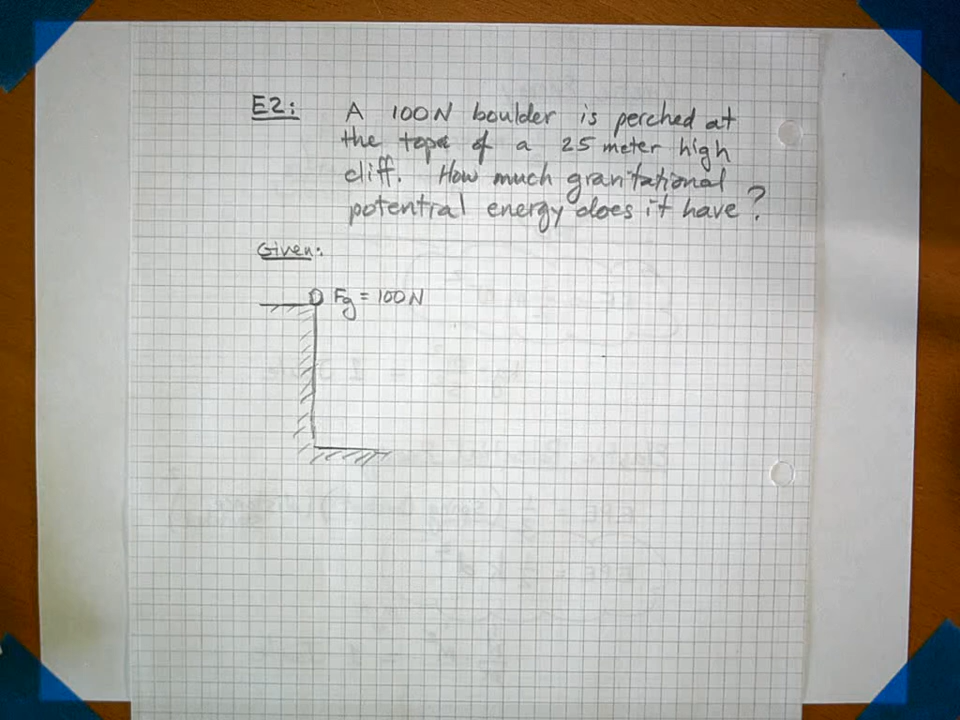 E2: A 100N boulder is perched at
the top of a 25 meter high
cliff. How much gravitational
potential energy does it have?
Given:
Fg = 100N